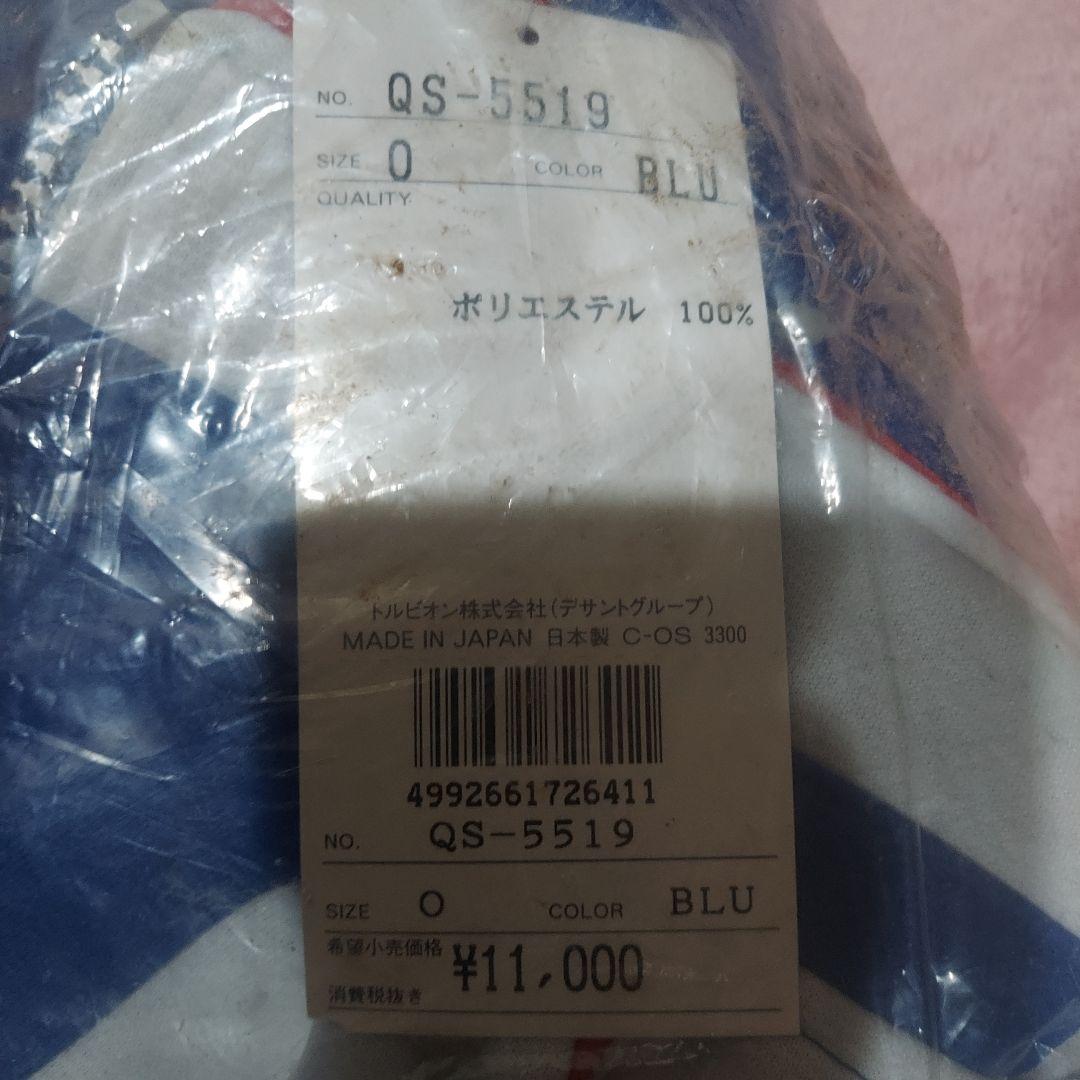 NO. QS-5519
SIZE O COLOR BLU
QUALITY
ポリエステル 100%
トルビオン株式会社(デサントグループ)
MADE IN JAPAN 日本製 C-OS 3300
4992661726411
NO. QS-5519
SIZE O COLOR BLU
希望小売価格 ¥11,000
消費税抜き